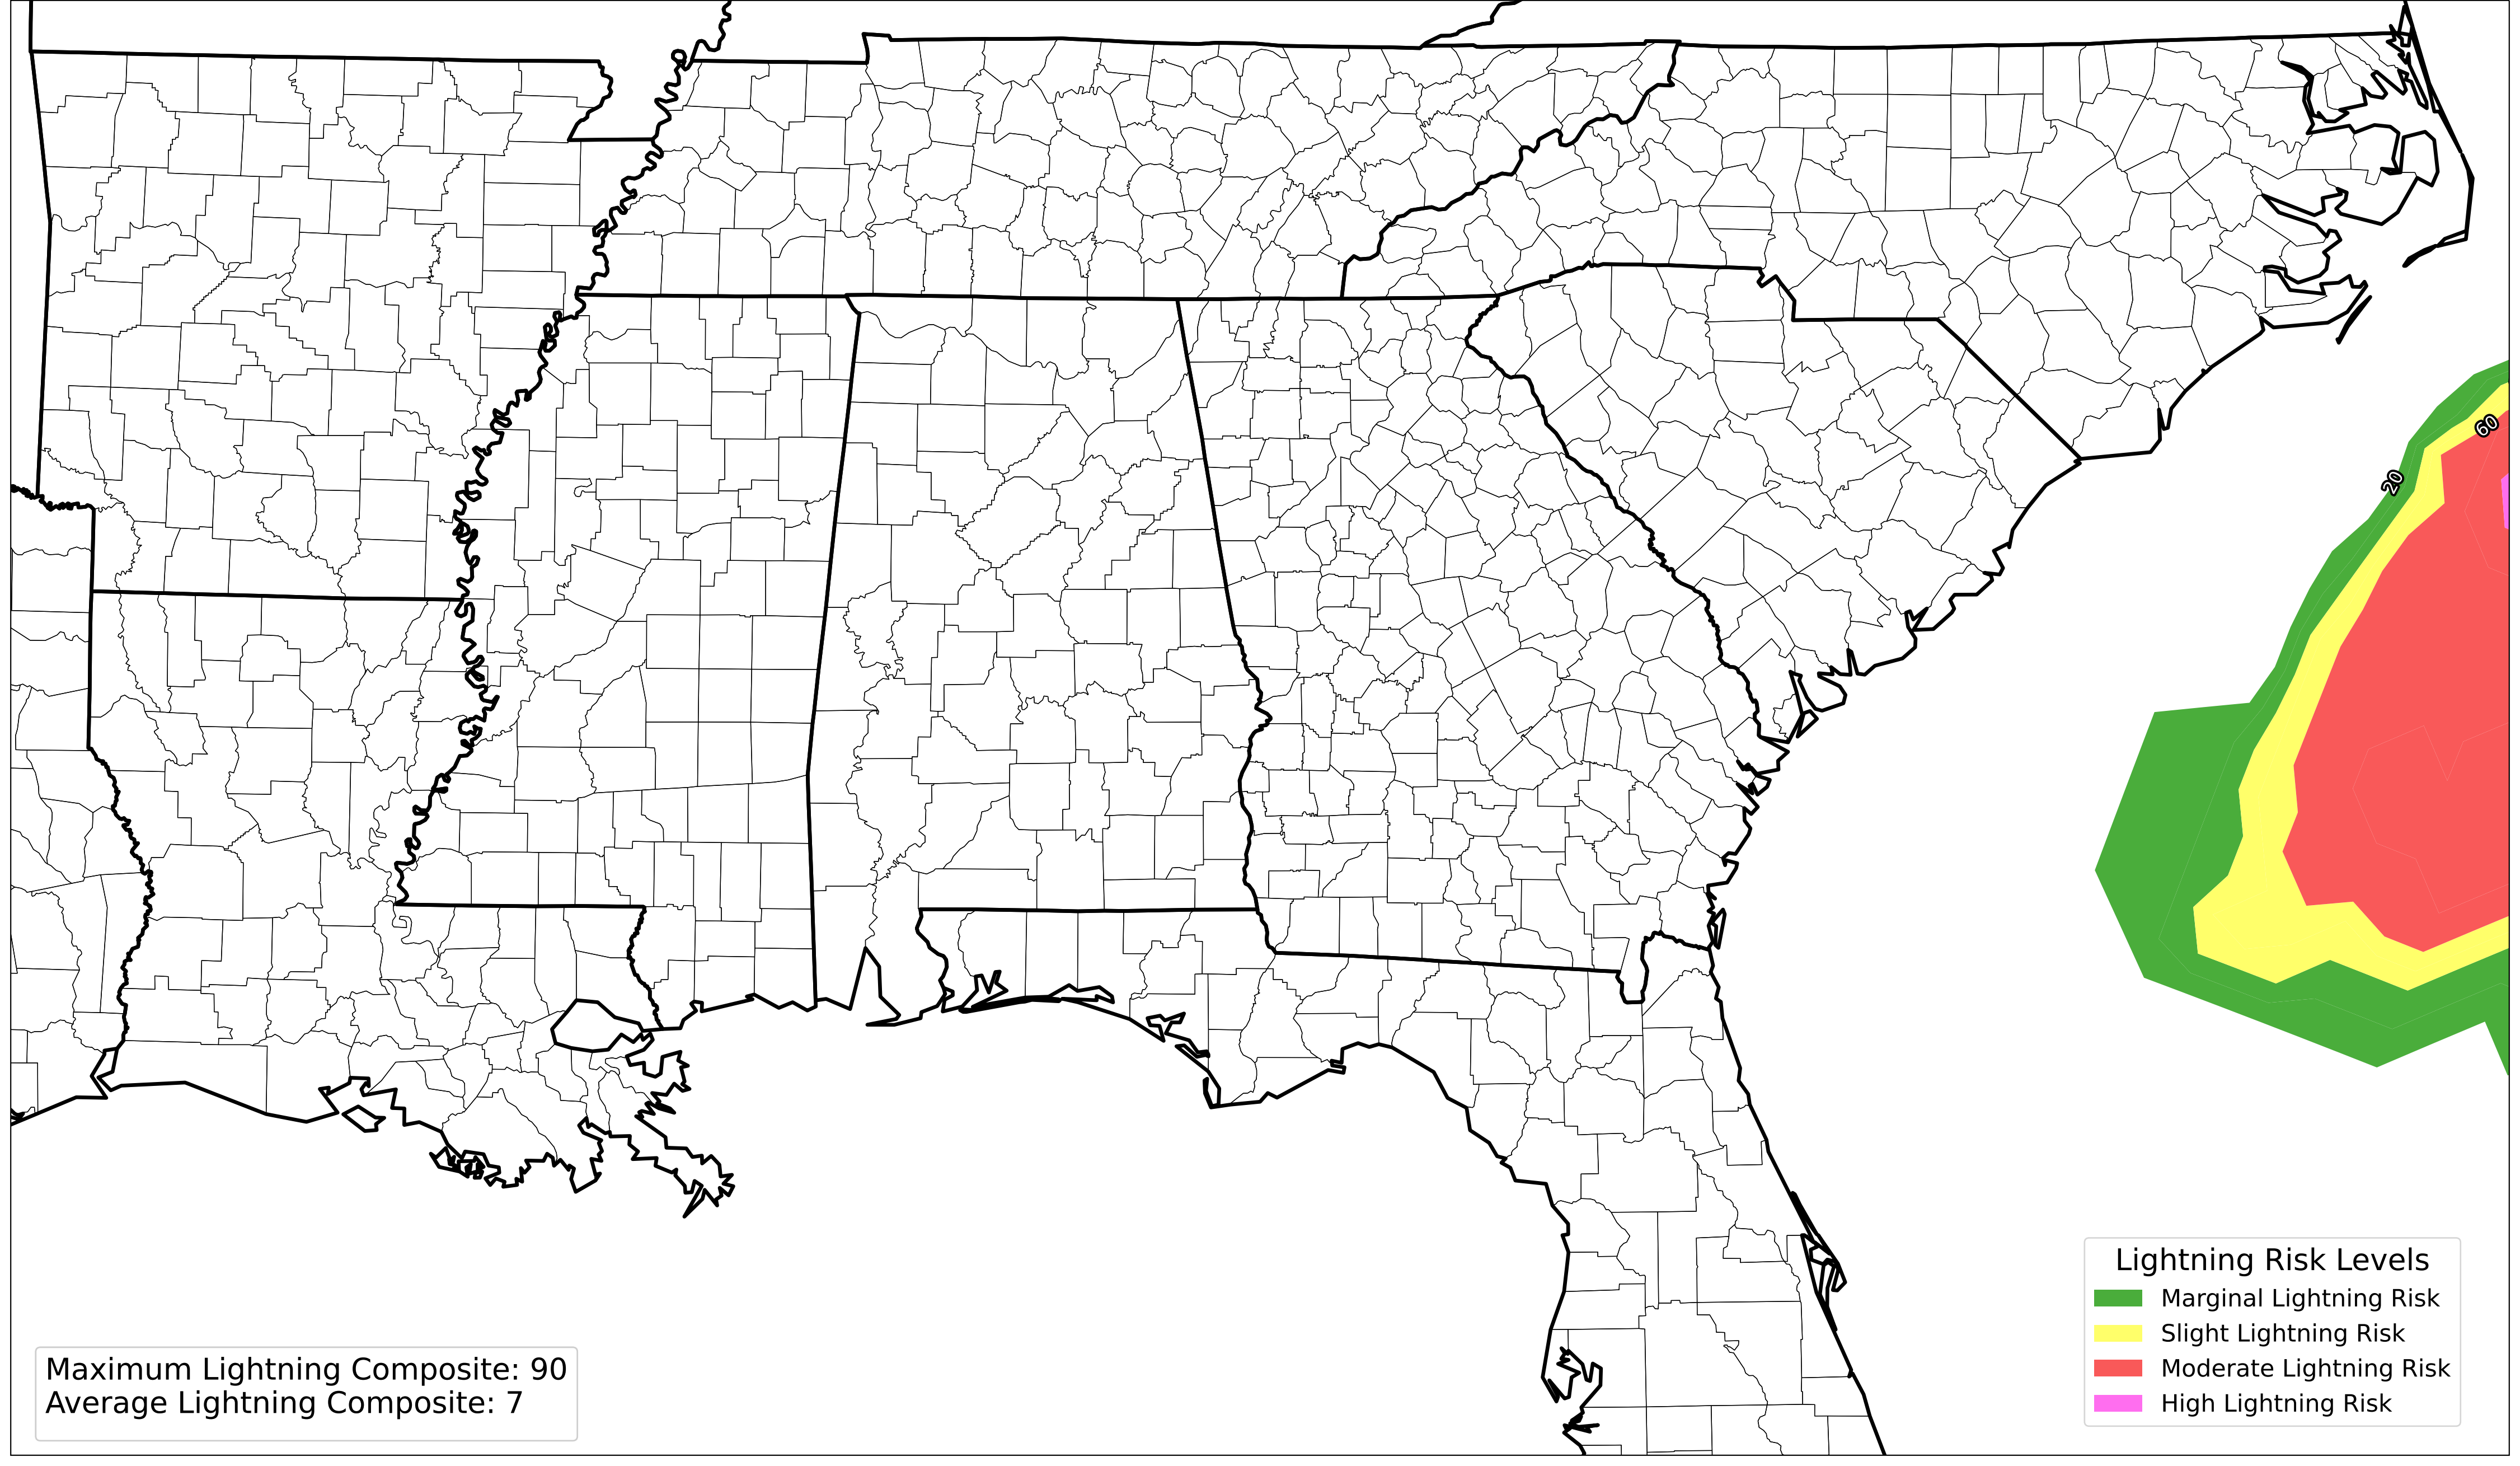 60
20
Lightning Risk Levels
Marginal Lightning Risk
Slight Lightning Risk
Moderate Lightning Risk
High Lightning Risk
Maximum Lightning Composite: 90
Average Lightning Composite: 7